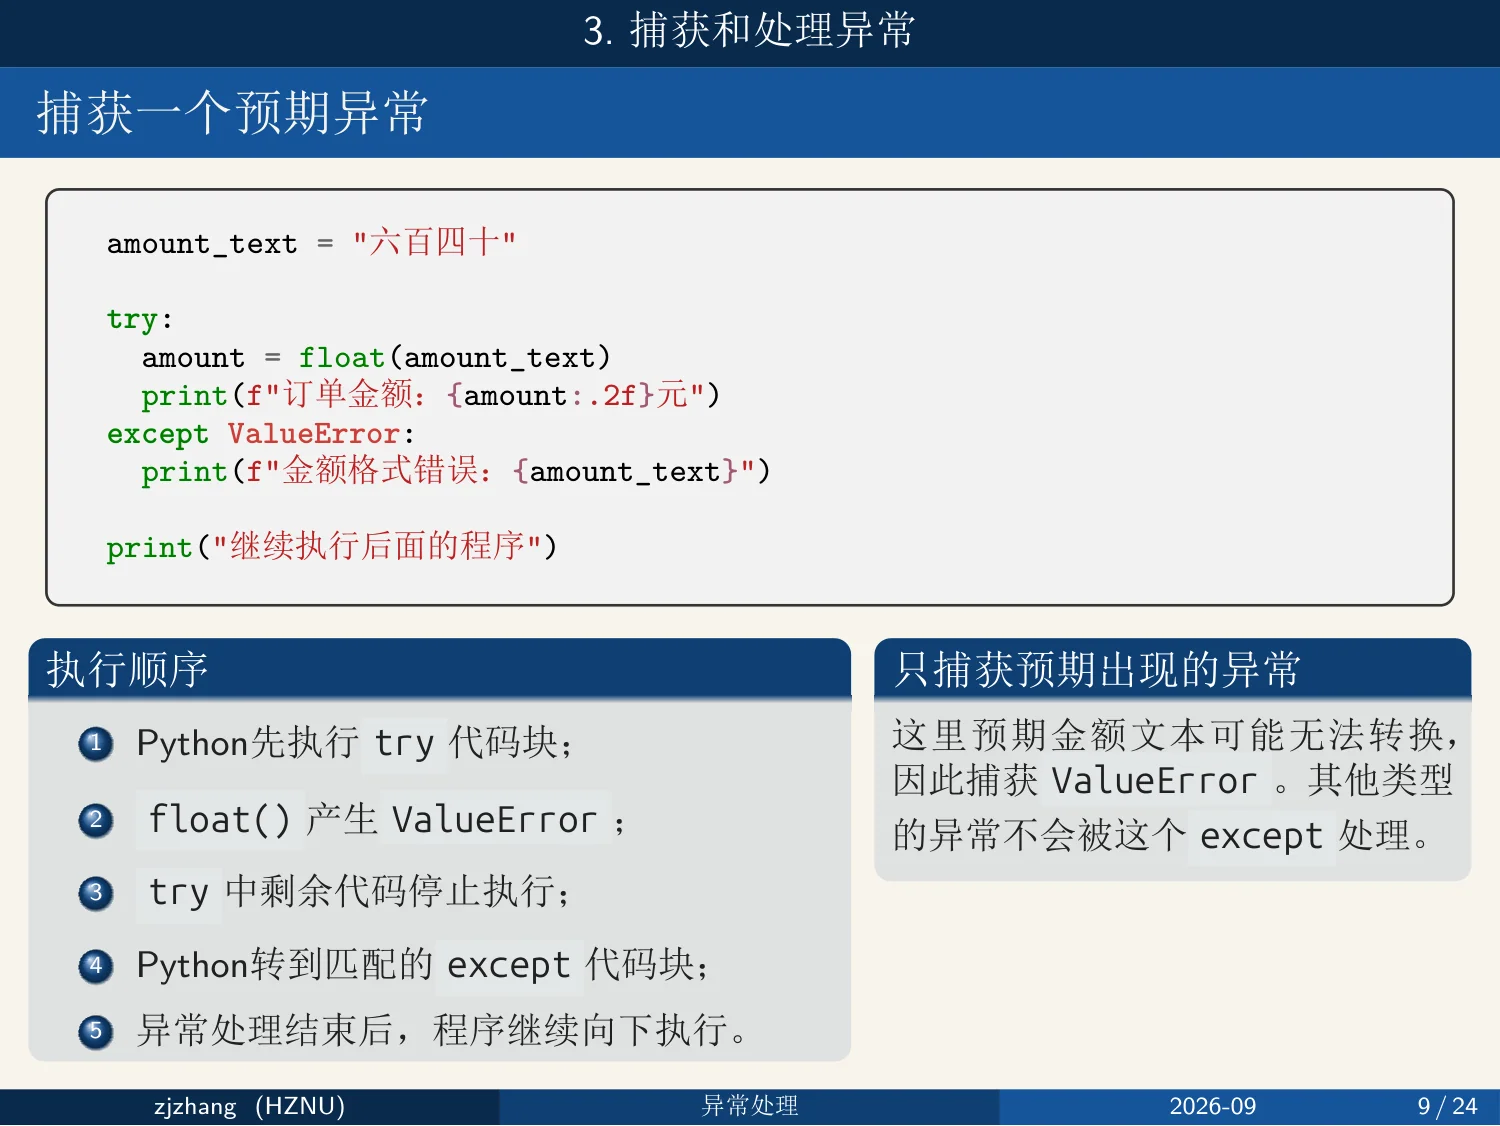 3. 捕获和处理异常
捕获一个预期异常
amount_text = "六百四十"
try:
  amount = float(amount_text)
  print(f"订单金额：{amount:.2f}元")
except ValueError:
  print(f"金额格式错误：{amount_text}")
print("继续执行后面的程序")
执行顺序
1 Python先执行 try 代码块；
2 float() 产生 ValueError ；
3 try 中剩余代码停止执行；
4 Python转到匹配的 except 代码块；
5 异常处理结束后，程序继续向下执行。
只捕获预期出现的异常
这里预期金额文本可能无法转换，
因此捕获 ValueError 。其他类型
的异常不会被这个 except 处理。
zjzhang (HZNU) 异常处理 2026-09 9 / 24